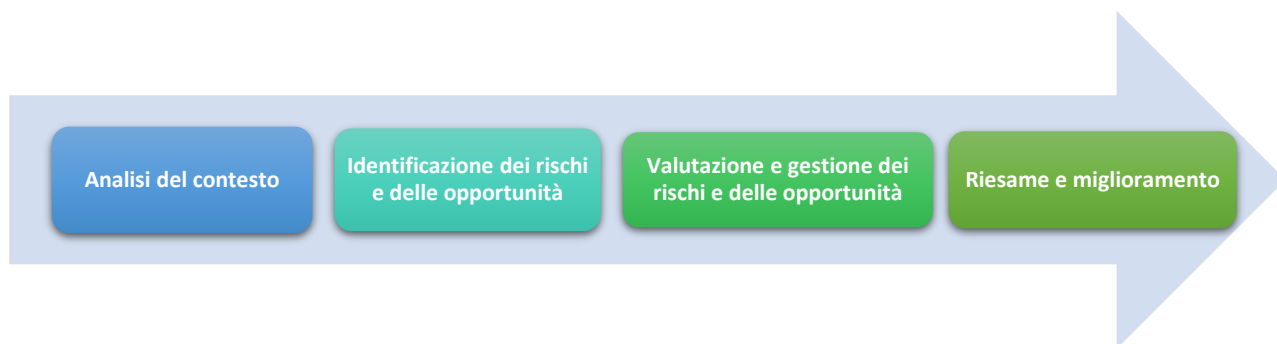 Analisi del contesto
Identificazione dei rischi
e delle opportunità
Valutazione e gestione dei
rischi e delle opportunità
Riesame e miglioramento